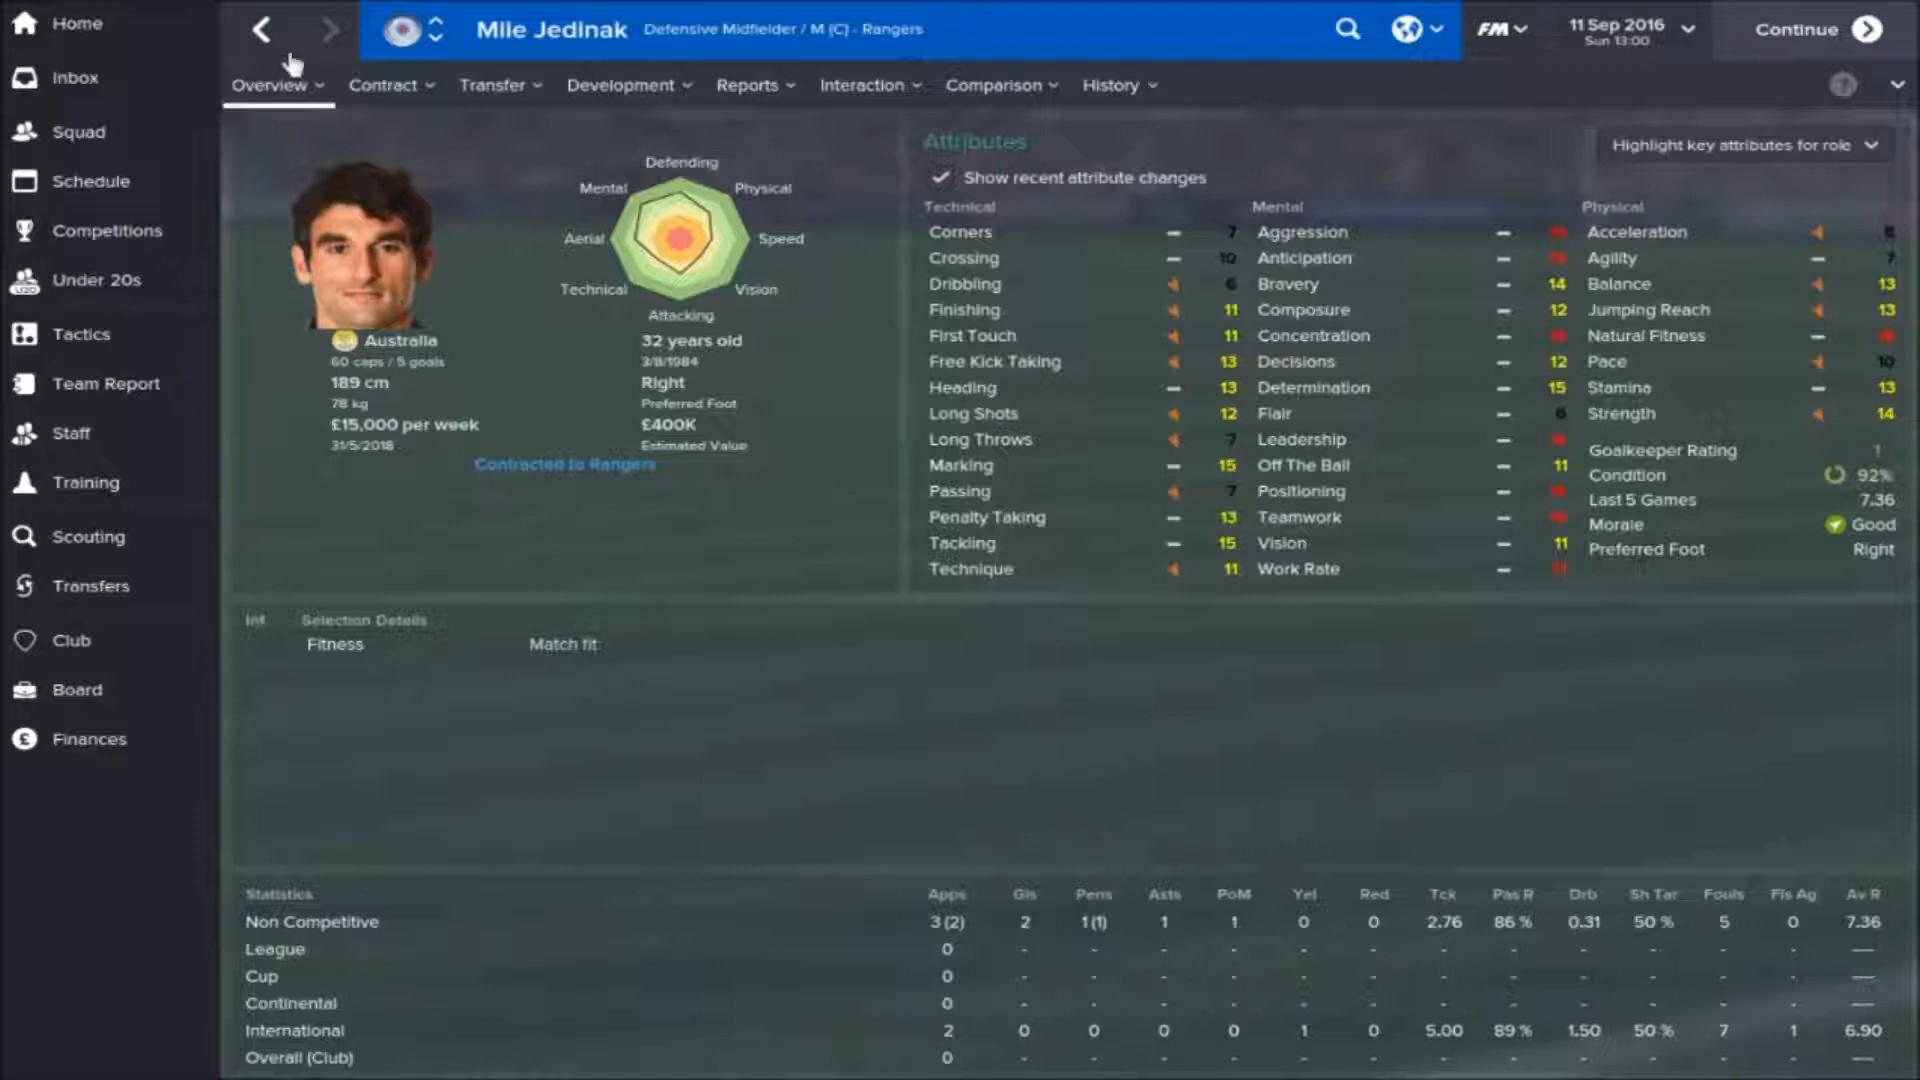 Home
Inbox
Squad
Schedule
Competitions
Under 20s
Tactics
Team Report
Staff
Training
Scouting
Transfers
Club
Board
Finances
Mile Jedinak Defensive Midfielder / M (C) - Rangers
FM
11 Sep 2016
Sun 13:00
Continue
Overview Contract Transfer Development Reports Interaction Comparison History
Defending
Mental Physical
Aerial Speed
Technical Vision
Attacking
Australia 32 years old
60 caps / 5 goals 3/8/1984
189 cm Right
78 kg Preferred Foot
£15,000 per week £400K
31/5/2018 Estimated Value
Contracted to Rangers
Attributes
Highlight key attributes for role
Show recent attribute changes
Technical Mental Physical
Corners 7 Aggression Acceleration
Crossing 10 Anticipation Agility 7
Dribbling 6 Bravery 14 Balance 13
Finishing 11 Composure 12 Jumping Reach 13
First Touch 11 Concentration Natural Fitness
Free Kick Taking 13 Decisions 12 Pace 10
Heading 13 Determination 15 Stamina 13
Long Shots 12 Flair 6 Strength 14
Long Throws 7 Leadership
Goalkeeper Rating 1
Marking 15 Off The Ball 11
Condition 92%
Passing 7 Positioning
Last 5 Games 7.36
Penalty Taking 13 Teamwork
Morale Good
Tackling 15 Vision 11
Preferred Foot Right
Technique 11 Work Rate
Inf Selection Details
Fitness Match fit
Statistics Apps Gls Pens Asts PoM Yel Red Tck Pas R Drb Sh Tar Fouls Fls Ag Av R
Non Competitive 3 (2) 2 1 (1) 1 1 0 0 2.76 86 % 0.31 50 % 5 0 7.36
League 0 - - - - - - - - - - - - —
Cup 0 - - - - - - - - - - - - —
Continental 0 - - - - - - - - - - - - —
International 2 0 0 0 0 1 0 5.00 89 % 1.50 50 % 7 1 6.90
Overall (Club) 0 - - - - - - - - - - - - —